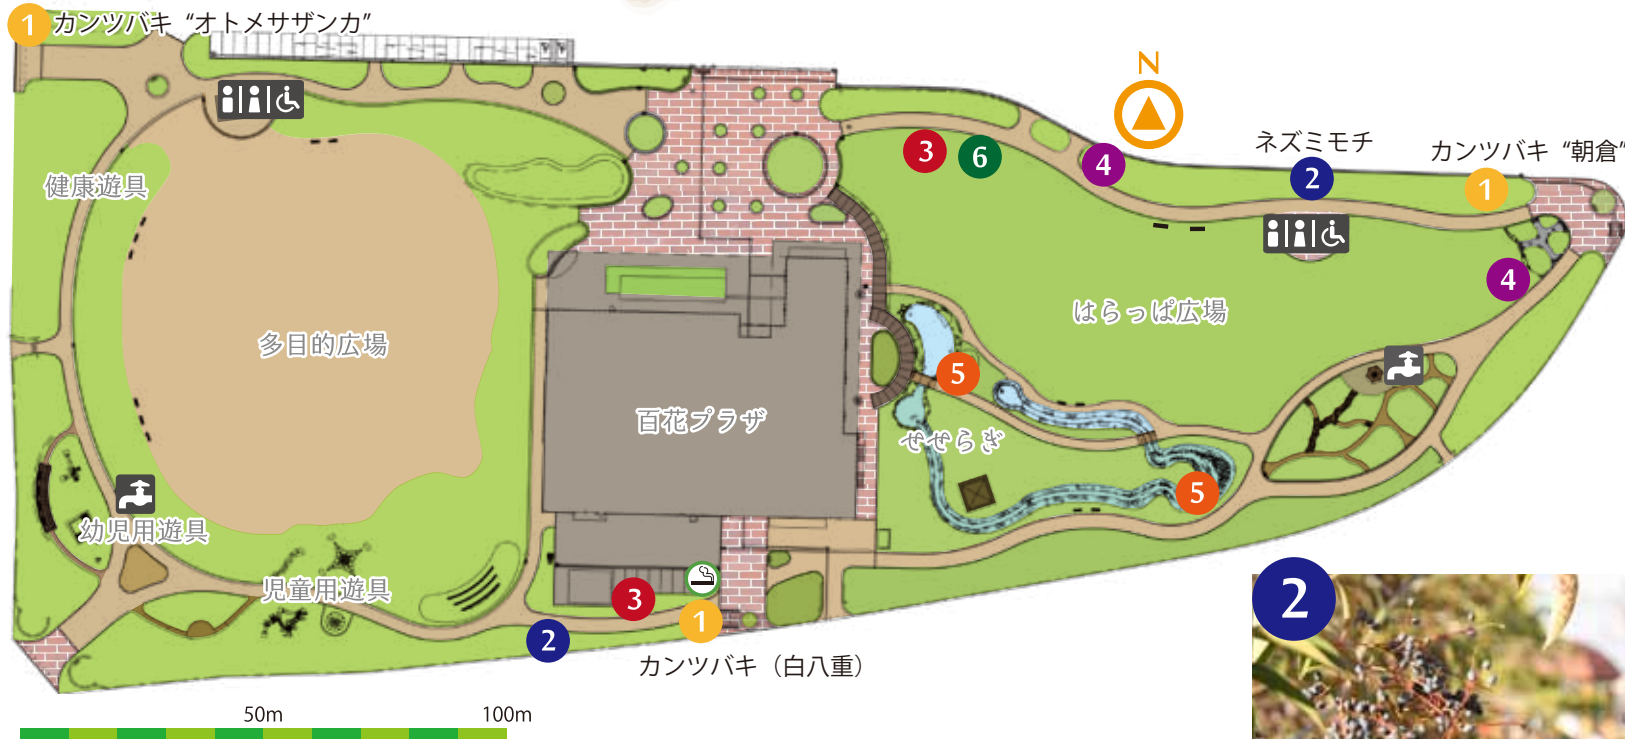 1 カンツバキ “オトメサザンカ”
N
3 6 4
ネズミモチ
2
カンツバキ “朝倉”
1
健康遊具
4
はらっぱ広場
多目的広場
5
百花プラザ
せせらぎ
5
幼児用遊具
児童用遊具
3
1
2
カンツバキ（白八重）
2
50m 100m